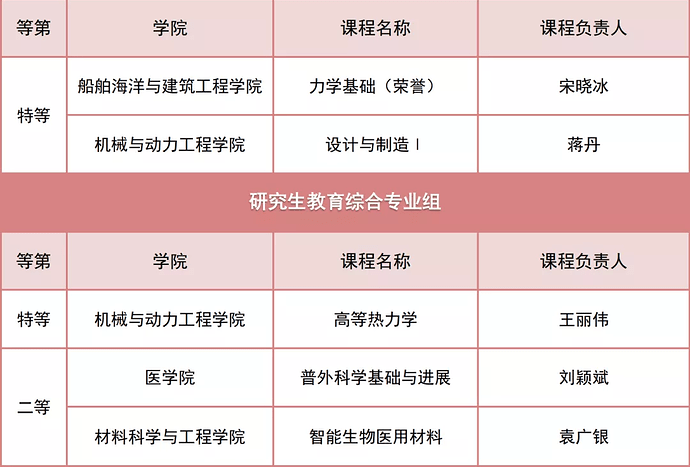 等第 学院 课程名称 课程负责人
特等 船舶海洋与建筑工程学院 力学基础（荣誉） 宋晓冰
机械与动力工程学院 设计与制造Ⅰ 蒋丹
研究生教育综合专业组
等第 学院 课程名称 课程负责人
特等 机械与动力工程学院 高等热力学 王丽伟
二等 医学院 普外科学基础与进展 刘颖斌
材料科学与工程学院 智能生物医用材料 袁广银